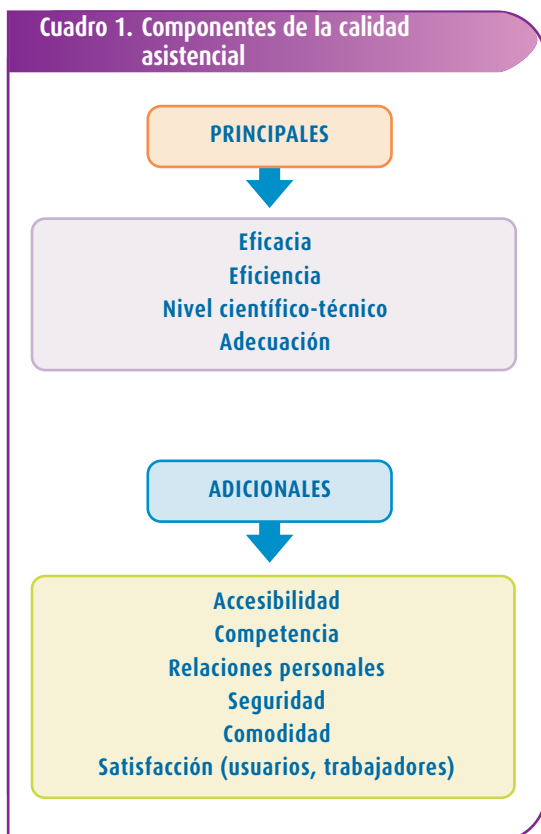 Cuadro 1. Componentes de la calidad
asistencial
PRINCIPALES
Eficacia
Eficiencia
Nivel científico-técnico
Adecuación
ADICIONALES
Accesibilidad
Competencia
Relaciones personales
Seguridad
Comodidad
Satisfacción (usuarios, trabajadores)